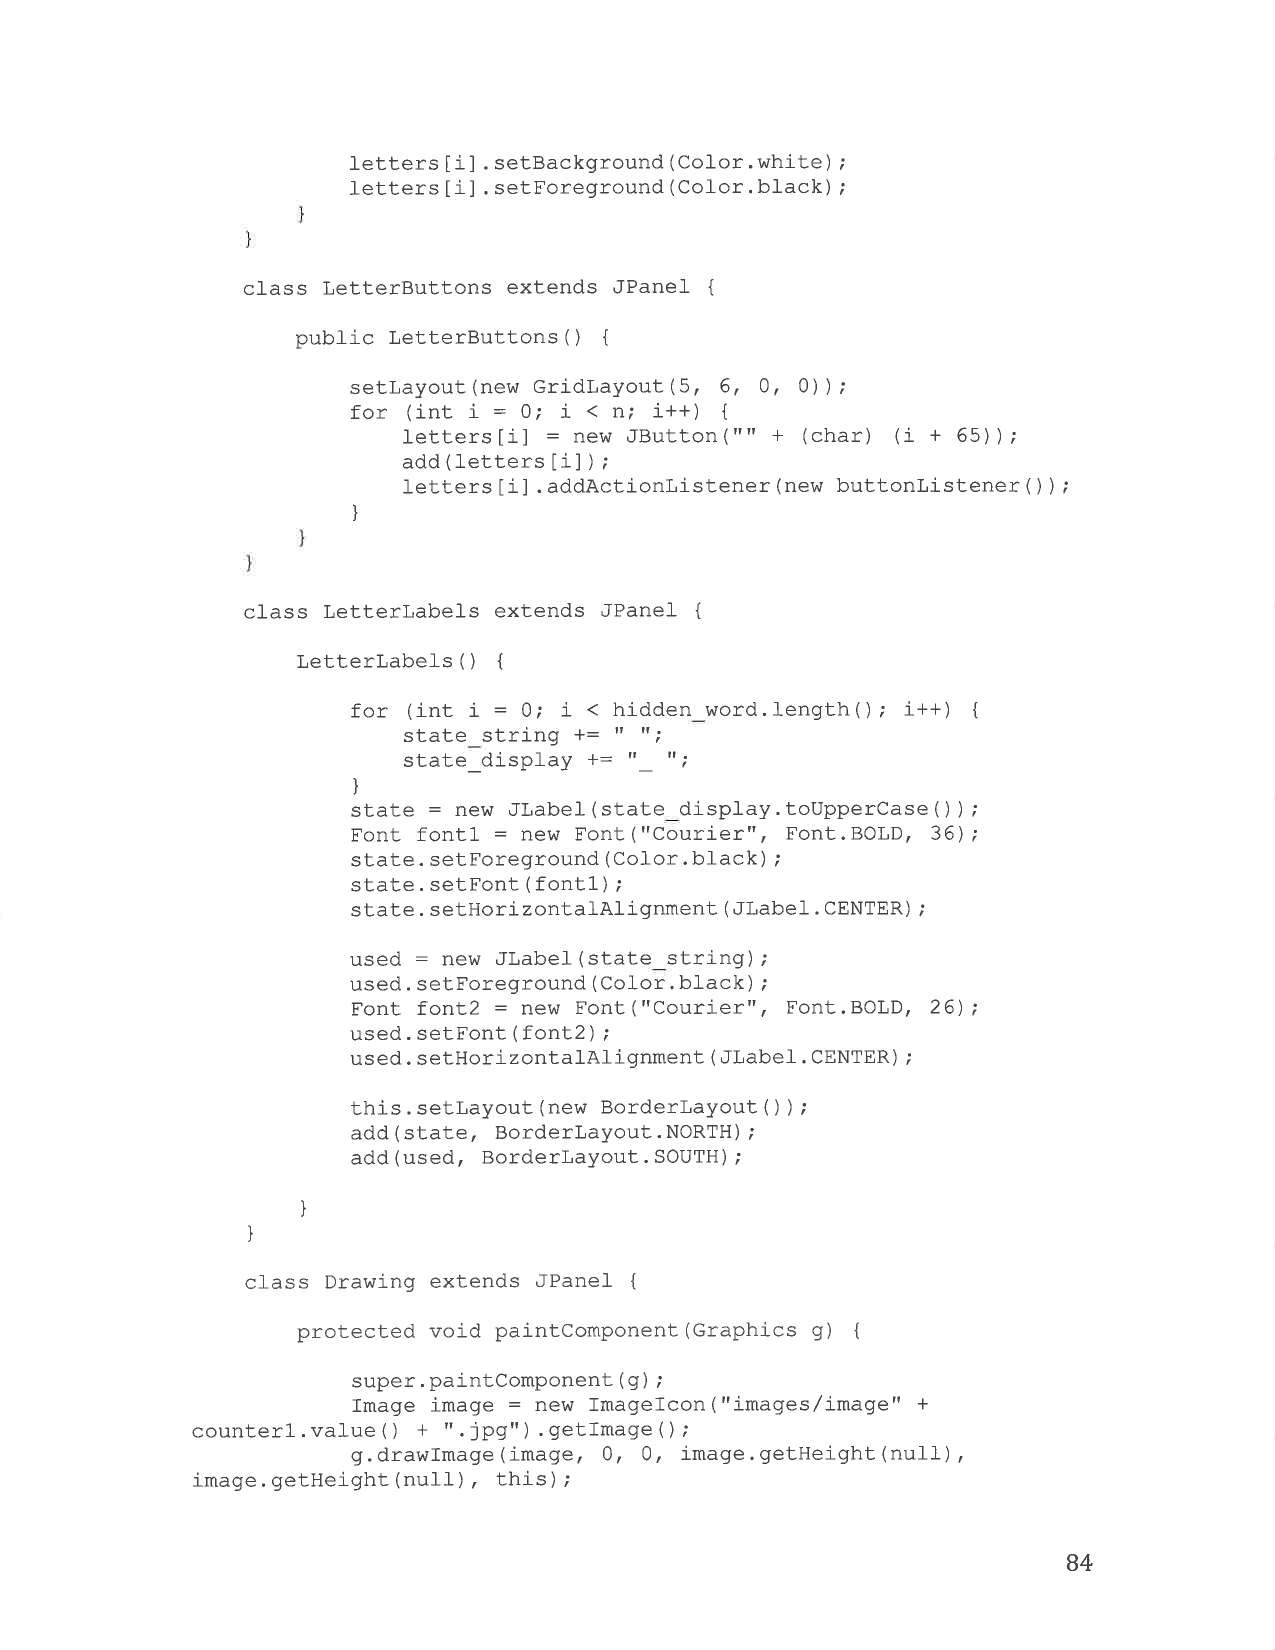 letters[i].setBackground(Color.white);
letters[i].setForeground(Color.black);
}
}
class LetterButtons extends JPanel {
public LetterButtons() {
setLayout(new GridLayout(5, 6, 0, 0));
for (int i = 0; i < n; i++) {
letters[i] = new JButton("" + (char) (i + 65));
add(letters[i]);
letters[i].addActionListener(new buttonListener());
}
}
}
class LetterLabels extends JPanel {
LetterLabels() {
for (int i = 0; i < hidden_word.length(); i++) {
state_string += " ";
state_display += "_ ";
}
state = new JLabel(state_display.toUpperCase());
Font font1 = new Font("Courier", Font.BOLD, 36);
state.setForeground(Color.black);
state.setFont(font1);
state.setHorizontalAlignment(JLabel.CENTER);
used = new JLabel(state_string);
used.setForeground(Color.black);
Font font2 = new Font("Courier", Font.BOLD, 26);
used.setFont(font2);
used.setHorizontalAlignment(JLabel.CENTER);
this.setLayout(new BorderLayout());
add(state, BorderLayout.NORTH);
add(used, BorderLayout.SOUTH);
}
}
class Drawing extends JPanel {
protected void paintComponent(Graphics g) {
super.paintComponent(g);
Image image = new ImageIcon("images/image" +
counter1.value() + ".jpg").getImage();
g.drawImage(image, 0, 0, image.getHeight(null),
image.getHeight(null), this);
84